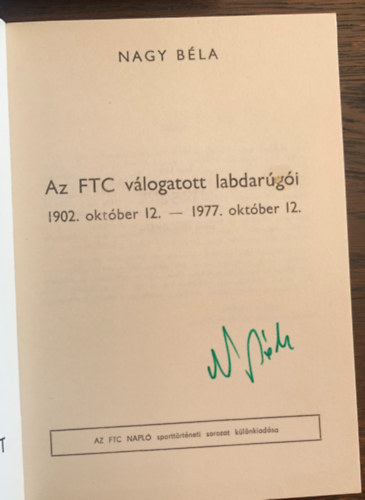 NAGY BÉLA
Az FTC válogatott labdarúgói
1902. október 12. — 1977. október 12.
AZ FTC NAPLÓ sporttörténeti sorozat különkiadása
T